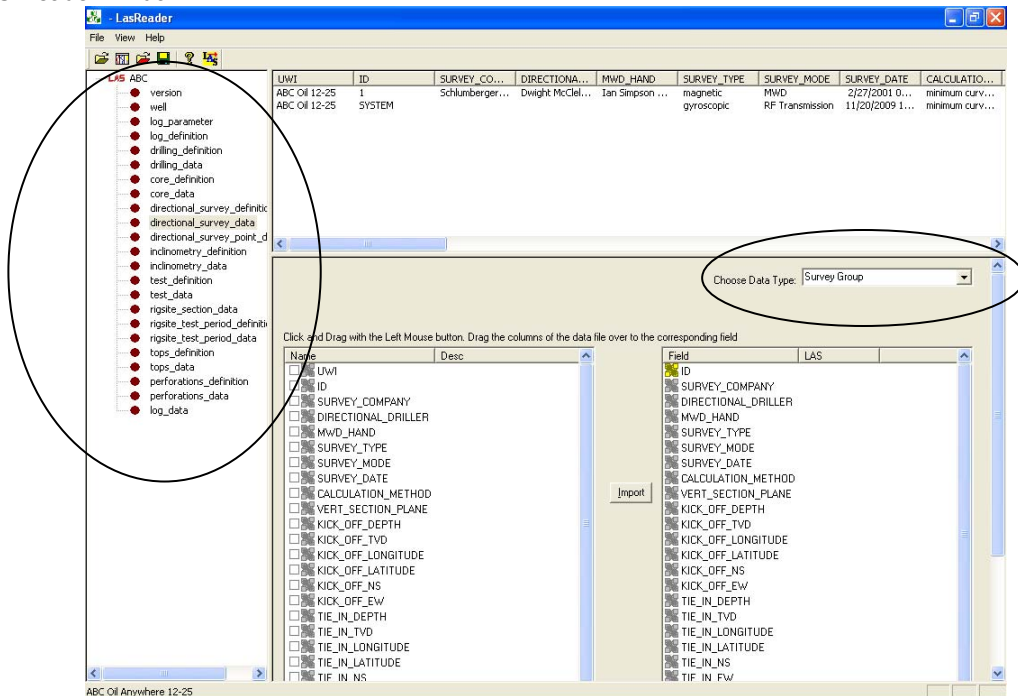 - LasReader
File View Help
LAS
LAS ABC
version
well
log_parameter
log_definition
drilling_definition
drilling_data
core_definition
core_data
directional_survey_definitic
directional_survey_data
directional_survey_point_d
inclinometry_definition
inclinometry_data
test_definition
test_data
rigsite_section_data
rigsite_test_period_definiti
rigsite_test_period_data
tops_definition
tops_data
perforations_definition
perforations_data
log_data
UWI ID SURVEY_CO... DIRECTIONA... MWD_HAND SURVEY_TYPE SURVEY_MODE SURVEY_DATE CALCULATIO...
ABC Oil 12-25 1 Schlumberger... Dwight McClel... Ian Simpson ... magnetic MWD 2/27/2001 0... minimum curv...
ABC Oil 12-25 SYSTEM gyroscopic RF Transmission 11/20/2009 1... minimum curv...
Choose Data Type: Survey Group
Click and Drag with the Left Mouse button. Drag the columns of the data file over to the corresponding field
Name Desc
UWI
ID
SURVEY_COMPANY
DIRECTIONAL_DRILLER
MWD_HAND
SURVEY_TYPE
SURVEY_MODE
SURVEY_DATE
CALCULATION_METHOD
VERT_SECTION_PLANE
KICK_OFF_DEPTH
KICK_OFF_TVD
KICK_OFF_LONGITUDE
KICK_OFF_LATITUDE
KICK_OFF_NS
KICK_OFF_EW
TIE_IN_DEPTH
TIE_IN_TVD
TIE_IN_LONGITUDE
TIE_IN_LATITUDE
TIE_IN_NS
Import
Field LAS
ID
SURVEY_COMPANY
DIRECTIONAL_DRILLER
MWD_HAND
SURVEY_TYPE
SURVEY_MODE
SURVEY_DATE
CALCULATION_METHOD
VERT_SECTION_PLANE
KICK_OFF_DEPTH
KICK_OFF_TVD
KICK_OFF_LONGITUDE
KICK_OFF_LATITUDE
KICK_OFF_NS
KICK_OFF_EW
TIE_IN_DEPTH
TIE_IN_TVD
TIE_IN_LONGITUDE
TIE_IN_LATITUDE
TIE_IN_NS
TIE_IN_EW
ABC Oil Anywhere 12-25